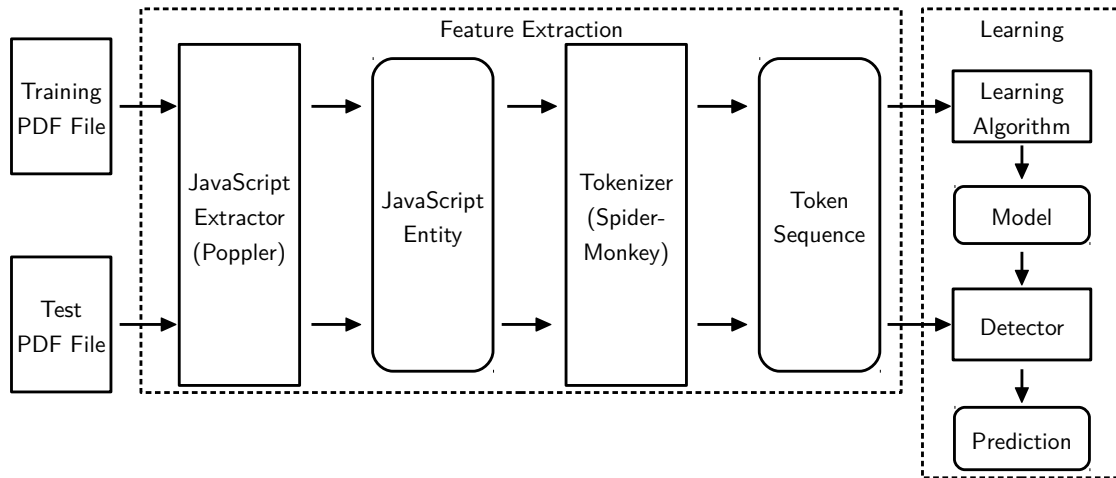 Feature Extraction
Learning
Training
PDF File
Test
PDF File
JavaScript
Extractor
(Poppler)
JavaScript
Entity
Tokenizer
(Spider-
Monkey)
Token
Sequence
Learning
Algorithm
Model
Detector
Prediction